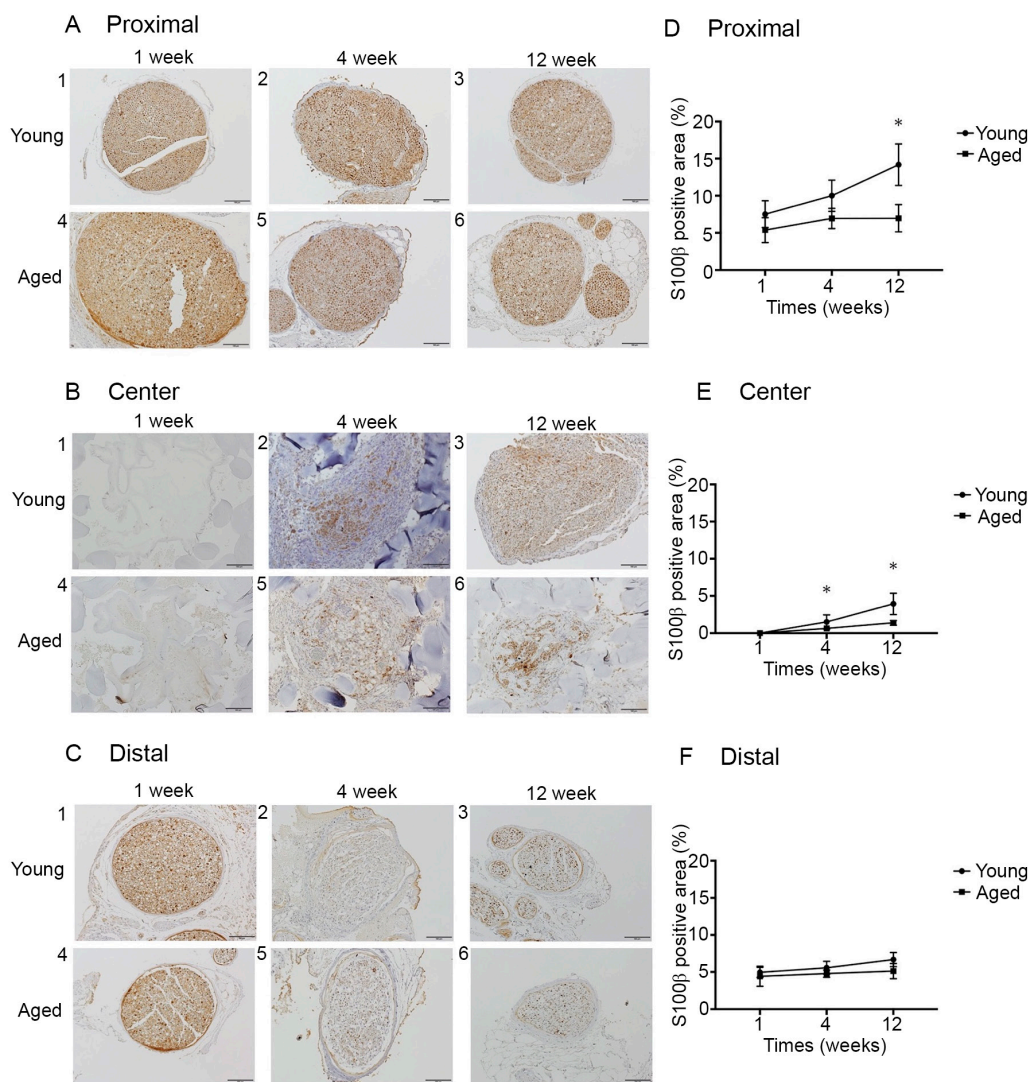 A Proximal
1 week 4 week 12 week
1 2 3
Young
4 5 6
Aged
D Proximal
S100β positive area (%)
20
15
10
5
0
*
1 4 12
Times (weeks)
Young
Aged
B Center
1 week 4 week 12 week
1 2 3
Young
4 5 6
Aged
E Center
S100β positive area (%)
20
15
10
5
0
* *
1 4 12
Times (weeks)
Young
Aged
C Distal
1 week 4 week 12 week
1 2 3
Young
4 5 6
Aged
F Distal
S100β positive area (%)
20
15
10
5
0
1 4 12
Times (weeks)
Young
Aged